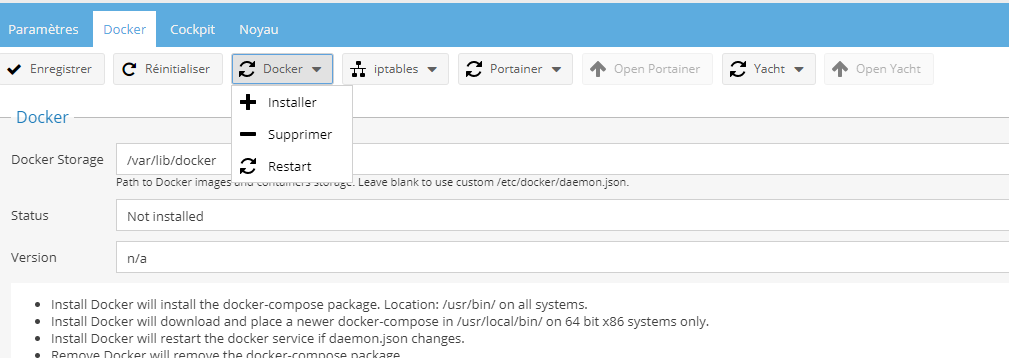 Paramètres Docker Cockpit Noyau
Enregistrer Réinitialiser Docker iptables Portainer Open Portainer Yacht Open Yacht
Installer
Supprimer
Restart
Docker
Docker Storage /var/lib/docker
Path to Docker images and containers storage. Leave blank to use custom /etc/docker/daemon.json.
Status Not installed
Version n/a
Install Docker will install the docker-compose package. Location: /usr/bin/ on all systems.
Install Docker will download and place a newer docker-compose in /usr/local/bin/ on 64 bit x86 systems only.
Install Docker will restart the docker service if daemon.json changes.
Remove Docker will remove the docker-compose package.